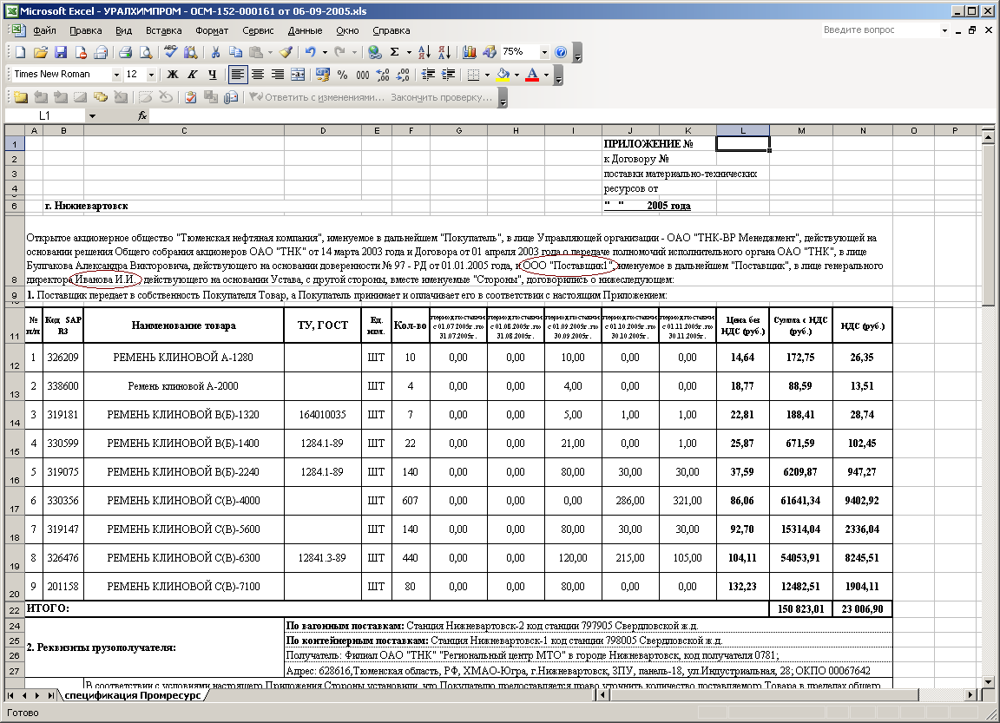 Microsoft Excel - УРАЛХИМПРОМ - ОСМ-152-000161 от 06-09-2005.xls
Файл Правка Вид Вставка Формат Сервис Данные Окно Справка Введите вопрос
75%
Times New Roman 12 Ж К Ч % 000
Ответить с изменениями... Закончить проверку...
L1 fx
A B C D E F G H I J K L M N O P
1 ПРИЛОЖЕНИЕ №
2 к Договору №
3 поставки материально-технических
4 ресурсов от
6 г. Нижневартовск " " 2005 года
Открытое акционерное общество "Тюменская нефтяная компания", именуемое в дальнейшем "Покупатель", в лице Управляющей организации - ОАО "ТНК-ВР Менеджмент", действующей на
основании решения Общего собрания акционеров ОАО "ТНК" от 14 марта 2003 года и Договора от 01 апреля 2003 года о передаче полномочий исполнительного органа ОАО "ТНК", в лице
Булгакова Александра Викторовича, действующего на основании доверенности № 97 - РД от 01.01.2005 года, и ООО "Поставщик1", именуемое в дальнейшем "Поставщик", в лице генерального
8 директора Иванова И.И. действующего на основании Устава, с другой стороны, вместе именуемые "Стороны", договорились о нижеследующем:
9 1. Поставщик передает в собственность Покупателя Товар, а Покупатель принимает и оплачивает его в соответствии с настоящим Приложением:
11 № п/п Код SAP R3 Наименование товара ТУ, ГОСТ Ед. изм. Кол-во период поставки с 01.07.2005г. по 31.07.2005г. период поставки с 01.08.2005г. по 31.08.2005г. период поставки с 01.09.2005г. по 30.09.2005г. период поставки с 01.10.2005г. по 30.10.2005г. период поставки с 01.11.2005г. по 30.11.2005г. Цена без НДС (руб.) Сумма с НДС (руб.) НДС (руб.)
12 1 326209 РЕМЕНЬ КЛИНОВОЙ А-1280 ШТ 10 0,00 0,00 10,00 0,00 0,00 14,64 172,75 26,35
13 2 338600 Ремень клиновой А-2000 ШТ 4 0,00 0,00 4,00 0,00 0,00 18,77 88,59 13,51
14 3 319181 РЕМЕНЬ КЛИНОВОЙ В(Б)-1320 164010035 ШТ 7 0,00 0,00 5,00 1,00 1,00 22,81 188,41 28,74
15 4 330599 РЕМЕНЬ КЛИНОВОЙ В(Б)-1400 1284.1-89 ШТ 22 0,00 0,00 21,00 0,00 1,00 25,87 671,59 102,45
16 5 319075 РЕМЕНЬ КЛИНОВОЙ В(Б)-2240 1284.1-89 ШТ 140 0,00 0,00 80,00 30,00 30,00 37,59 6209,87 947,27
17 6 330356 РЕМЕНЬ КЛИНОВОЙ С(В)-4000 ШТ 607 0,00 0,00 0,00 286,00 321,00 86,06 61641,34 9402,92
18 7 319147 РЕМЕНЬ КЛИНОВОЙ С(В)-5600 ШТ 140 0,00 0,00 80,00 30,00 30,00 92,70 15314,04 2336,04
19 8 326476 РЕМЕНЬ КЛИНОВОЙ С(В)-6300 12841.3-89 ШТ 440 0,00 0,00 120,00 215,00 105,00 104,11 54053,91 8245,51
20 9 201158 РЕМЕНЬ КЛИНОВОЙ С(В)-7100 ШТ 80 0,00 0,00 80,00 0,00 0,00 132,23 12482,51 1904,11
22 ИТОГО: 150 823,01 23 006,90
24 По вагонным поставкам: Станция Нижневартовск-2 код станции 797905 Свердловской ж.д.
25 2. Реквизиты грузополучателя: По контейнерным поставкам: Станция Нижневартовск-1 код станции 798005 Свердловской ж.д.
26 Получатель: Филиал ОАО "ТНК" "Региональный центр МТО" в городе Нижневартовск, код получателя 0781;
27 Адрес: 628616,Тюменская область, РФ, ХМАО-Югра, г.Нижневартовск, ЗПУ, панель-18, ул.Индустриальная, 28; ОКПО 00067642
В соответствии с условиями настоящего Приложения Стороны установили, что Покупателю предоставляется право уточнить количество поставляемого Товара в пределах общего
спецификация Промресурс
Готово